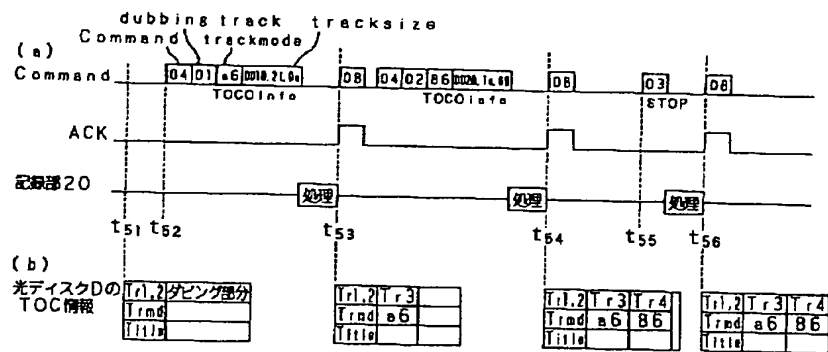 dubbing track tracksize
(a) Command trackmode
Command 04 01 a6 08 04 02 86 08 03 08
TOCOinfo TOCOinfo STOP
ACK
記録部20 処理 処理 処理
t51 t52 t53 t54 t55 t56
(b)
光ディスクDの
TOC情報
Tr1,2 ダビング部分 Tr1,2 Tr3 Tr1,2 Tr3 Tr4 Tr1,2 Tr3 Tr4
Trmd Trmd a6 Trmd a6 86 Trmd a6 86
Title Title Title Title